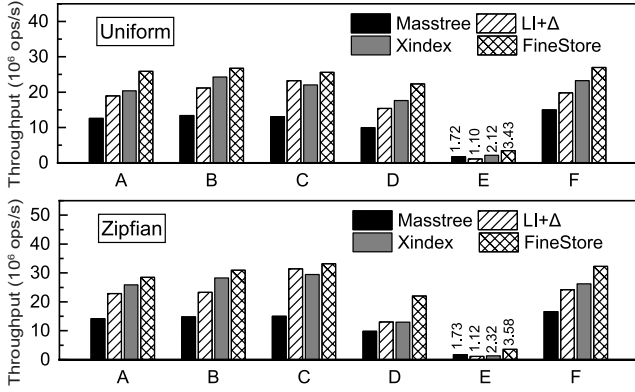 Throughput (10⁶ ops/s)
40
30
20
10
0
Uniform
Masstree
LI+Δ
Xindex
FineStore
1.72
1.10
2.12
3.43
A B C D E F
Throughput (10⁶ ops/s)
50
40
30
20
10
0
Zipfian
Masstree
LI+Δ
Xindex
FineStore
1.73
1.12
2.32
3.58
A B C D E F